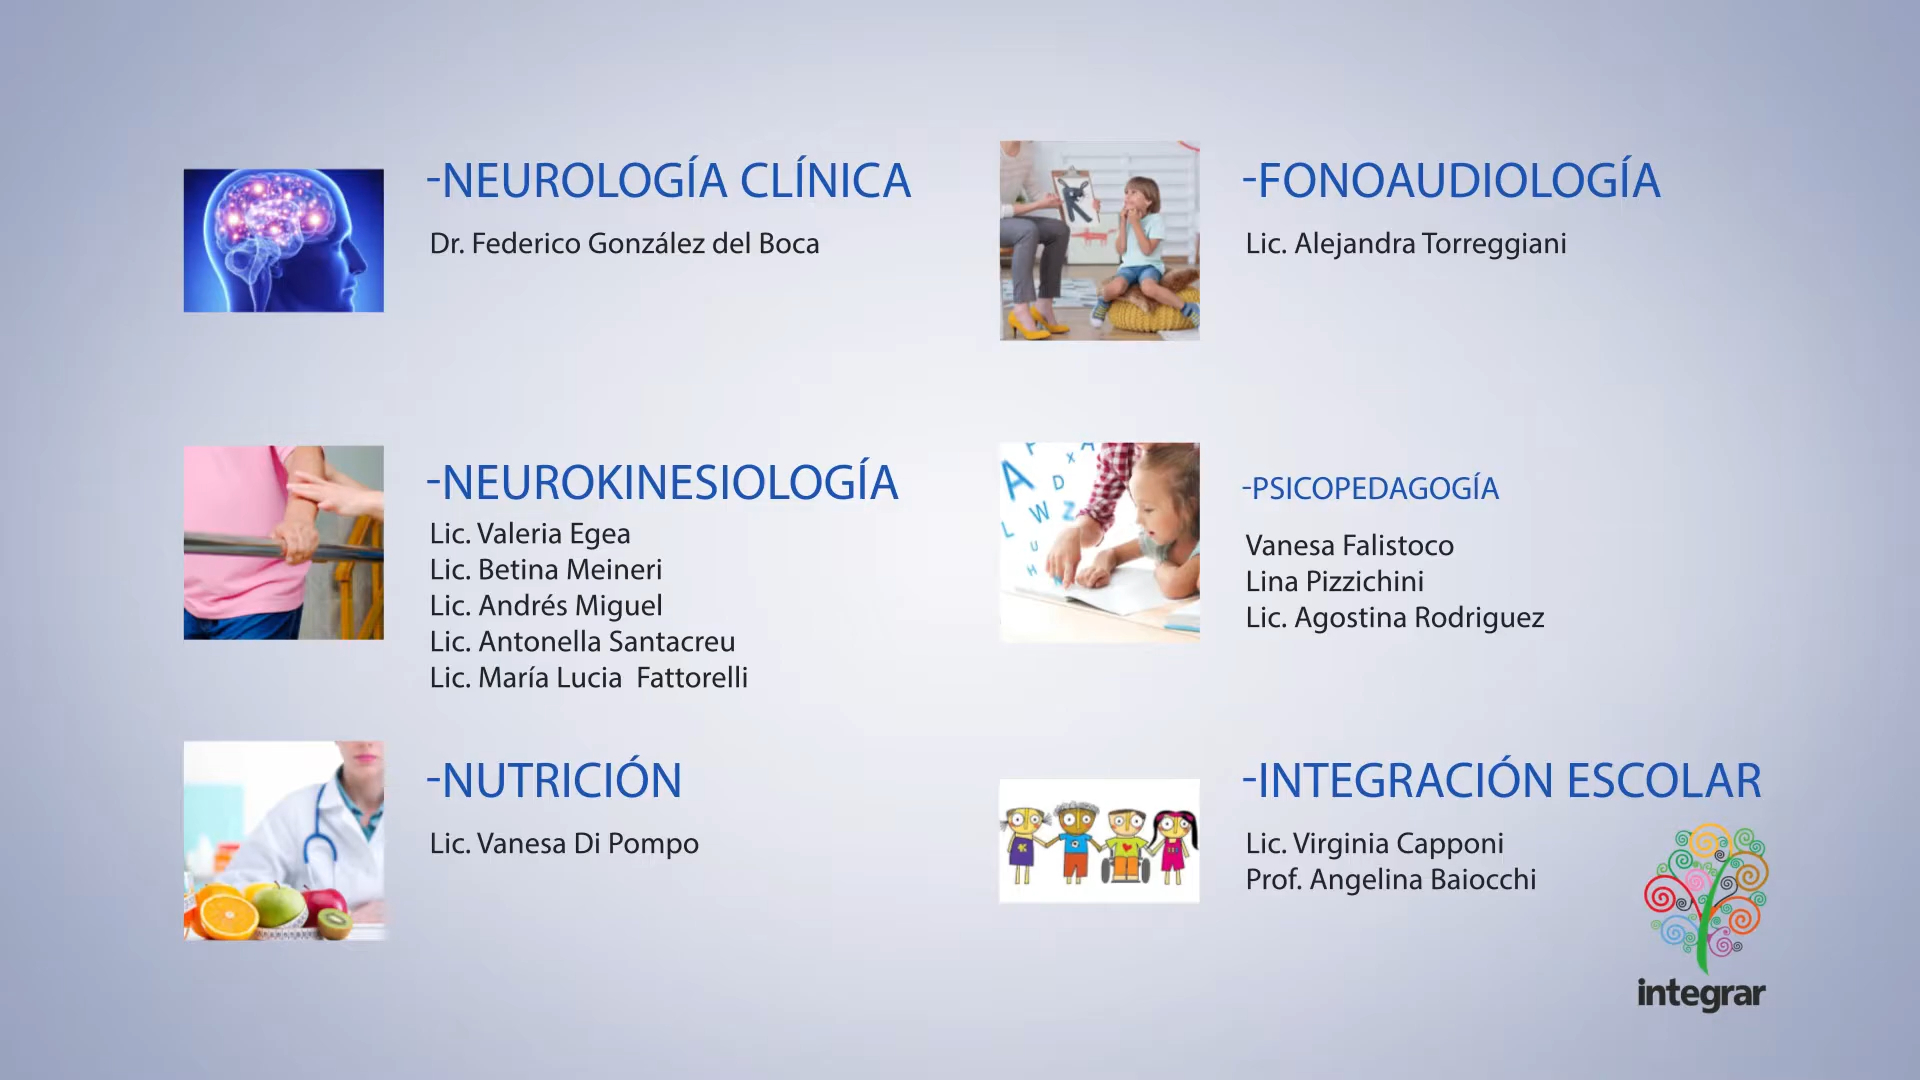 -NEUROLOGÍA CLÍNICA
Dr. Federico González del Boca
-FONOAUDIOLOGÍA
Lic. Alejandra Torreggiani
-NEUROKINESIOLOGÍA
Lic. Valeria Egea
Lic. Betina Meineri
Lic. Andrés Miguel
Lic. Antonella Santacreu
Lic. María Lucia  Fattorelli
-PSICOPEDAGOGÍA
Vanesa Falistoco
Lina Pizzichini
Lic. Agostina Rodriguez
-NUTRICIÓN
Lic. Vanesa Di Pompo
-INTEGRACIÓN ESCOLAR
Lic. Virginia Capponi
Prof. Angelina Baiocchi
integrar